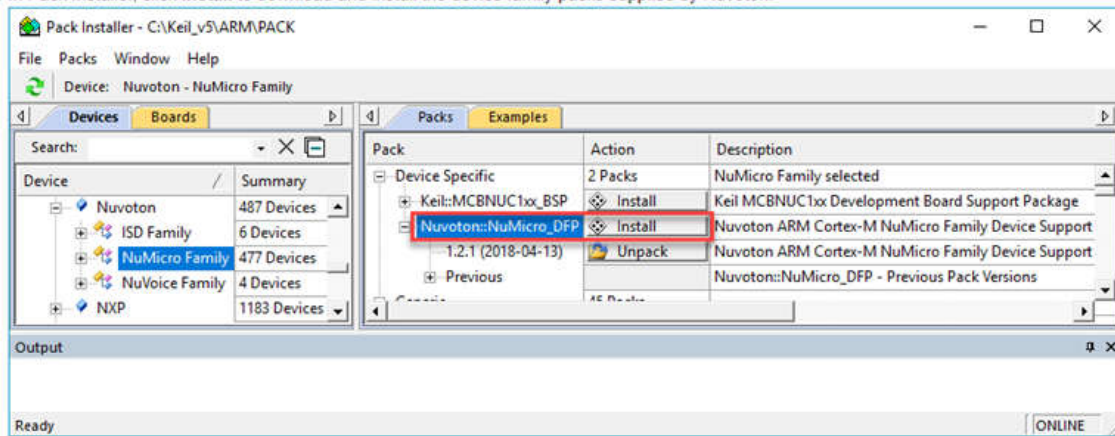 Pack Installer - C:\Keil_v5\ARM\PACK
File Packs Window Help
Device: Nuvoton - NuMicro Family
Devices Boards
Packs Examples
Search:
Pack Action Description
Device / Summary
Device Specific 2 Packs NuMicro Family selected
Nuvoton 487 Devices
Keil::MCBNUC1xx_BSP Install Keil MCBNUC1xx Development Board Support Package
ISD Family 6 Devices
Nuvoton::NuMicro_DFP Install Nuvoton ARM Cortex-M NuMicro Family Device Support
NuMicro Family 477 Devices
1.2.1 (2018-04-13) Unpack Nuvoton ARM Cortex-M NuMicro Family Device Support
NuVoice Family 4 Devices
Previous Nuvoton::NuMicro_DFP - Previous Pack Versions
NXP 1183 Devices
Output
Ready ONLINE